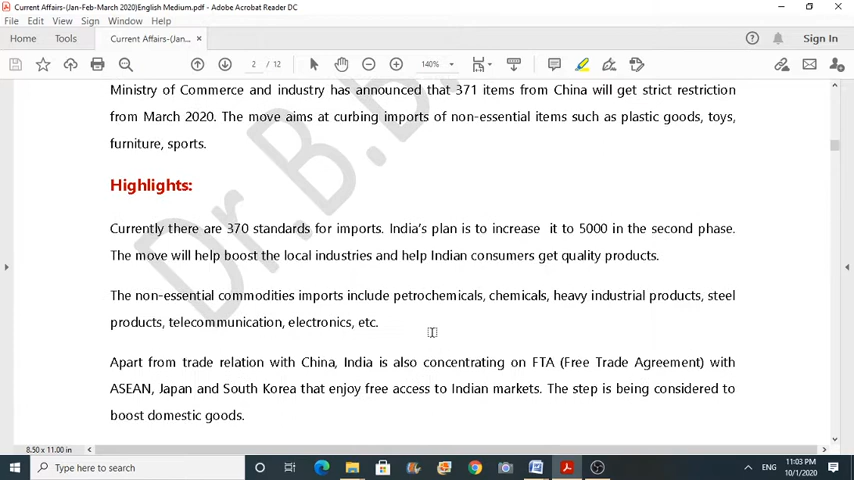 Current Affairs-(Jan-Feb-March 2020)English Medium.pdf - Adobe Acrobat Reader DC
File Edit View Sign Window Help
Home Tools Current Affairs-(Jan... × Sign In
2 / 12 140%
Ministry of Commerce and industry has announced that 371 items from China will get strict restriction
from March 2020. The move aims at curbing imports of non-essential items such as plastic goods, toys,
furniture, sports.
Highlights:
Currently there are 370 standards for imports. India's plan is to increase it to 5000 in the second phase.
The move will help boost the local industries and help Indian consumers get quality products.
The non-essential commodities imports include petrochemicals, chemicals, heavy industrial products, steel
products, telecommunication, electronics, etc.
Apart from trade relation with China, India is also concentrating on FTA (Free Trade Agreement) with
ASEAN, Japan and South Korea that enjoy free access to Indian markets. The step is being considered to
boost domestic goods.
Dr. B.B.
8.50 x 11.00 in
Type here to search
ENG
11:03 PM
10/1/2020